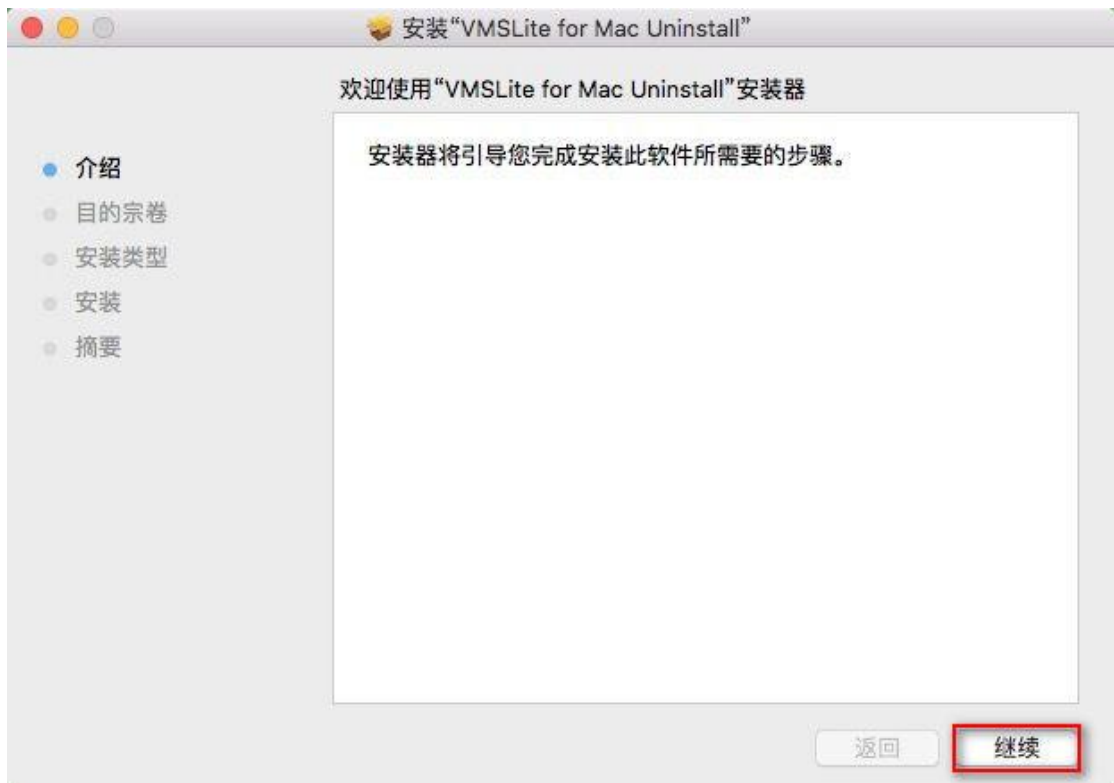 安装“VMSLite for Mac Uninstall”
欢迎使用“VMSLite for Mac Uninstall”安装器
安装器将引导您完成安装此软件所需要的步骤。
介绍
目的宗卷
安装类型
安装
摘要
返回
继续